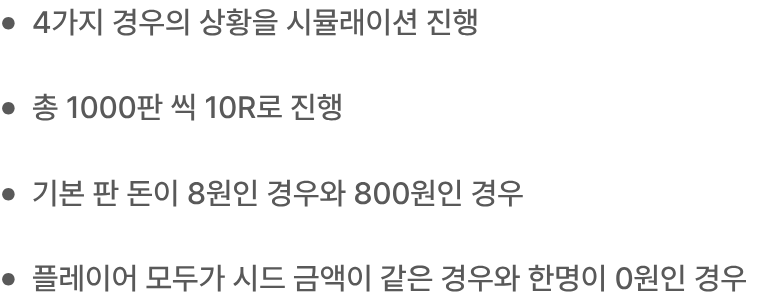 ● 4가지 경우의 상황을 시뮬래이션 진행
● 총 1000판 씩 10R로 진행
● 기본 판 돈이 8원인 경우와 800원인 경우
● 플레이어 모두가 시드 금액이 같은 경우와 한명이 0원인 경우